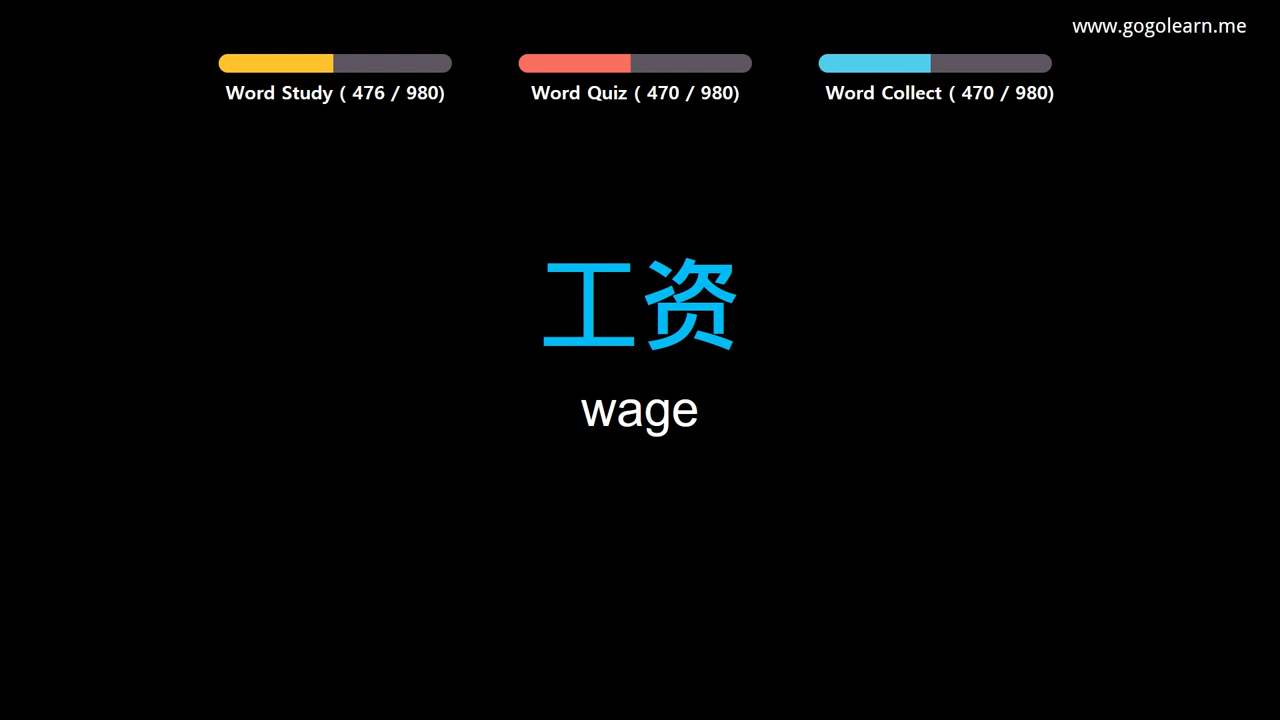 www.gogolearn.me
Word Study ( 476 / 980)
Word Quiz ( 470 / 980)
Word Collect ( 470 / 980)
工资
wage